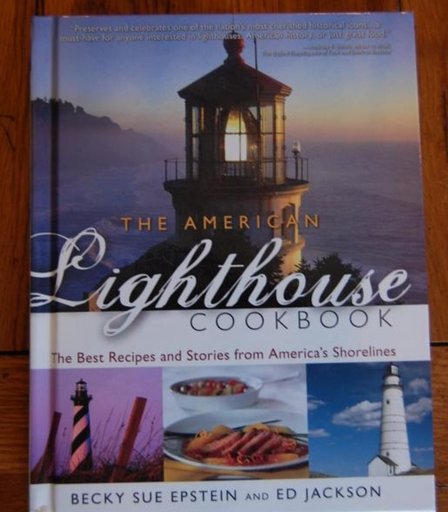 "Preserves and celebrates one of the nation's most cherished historical icons, a
must-have for anyone interested in lighthouses, American history, or just great food."
THE AMERICAN
Lighthouse
COOKBOOK
The Best Recipes and Stories from America's Shorelines
BECKY SUE EPSTEIN AND ED JACKSON